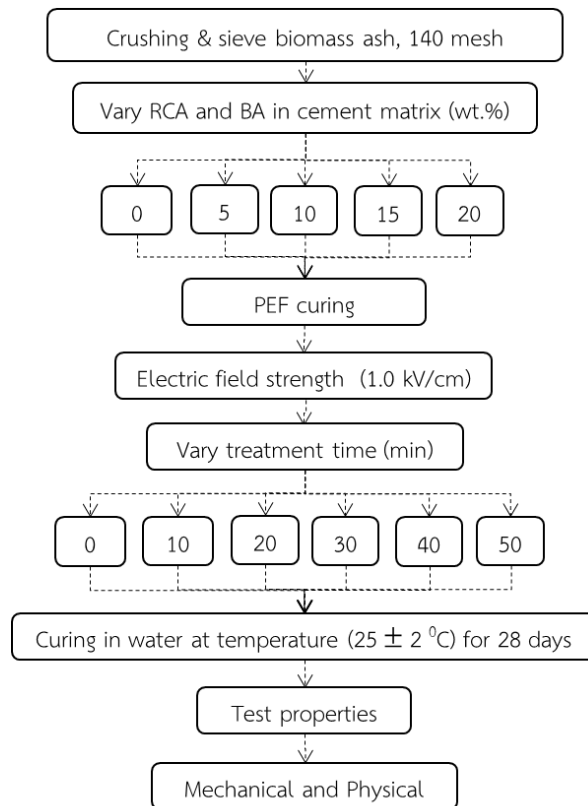 Crushing & sieve biomass ash, 140 mesh
Vary RCA and BA in cement matrix (wt.%)
0 5 10 15 20
PEF curing
Electric field strength (1.0 kV/cm)
Vary treatment time (min)
0 10 20 30 40 50
Curing in water at temperature (25 ± 2 ⁰C) for 28 days
Test properties
Mechanical and Physical